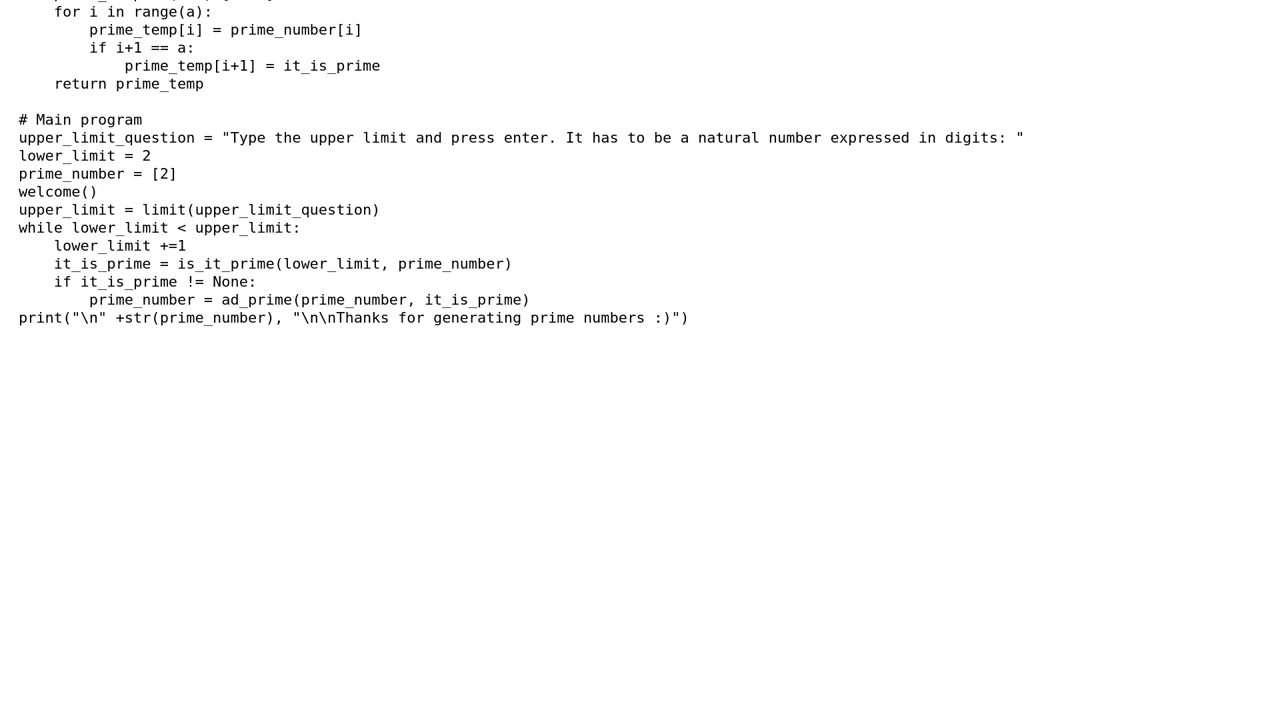 for i in range(a):
        prime_temp[i] = prime_number[i]
        if i+1 == a:
            prime_temp[i+1] = it_is_prime
    return prime_temp

# Main program
upper_limit_question = "Type the upper limit and press enter. It has to be a natural number expressed in digits: "
lower_limit = 2
prime_number = [2]
welcome()
upper_limit = limit(upper_limit_question)
while lower_limit < upper_limit:
    lower_limit +=1
    it_is_prime = is_it_prime(lower_limit, prime_number)
    if it_is_prime != None:
        prime_number = ad_prime(prime_number, it_is_prime)
print("\n" +str(prime_number), "\n\nThanks for generating prime numbers :)")